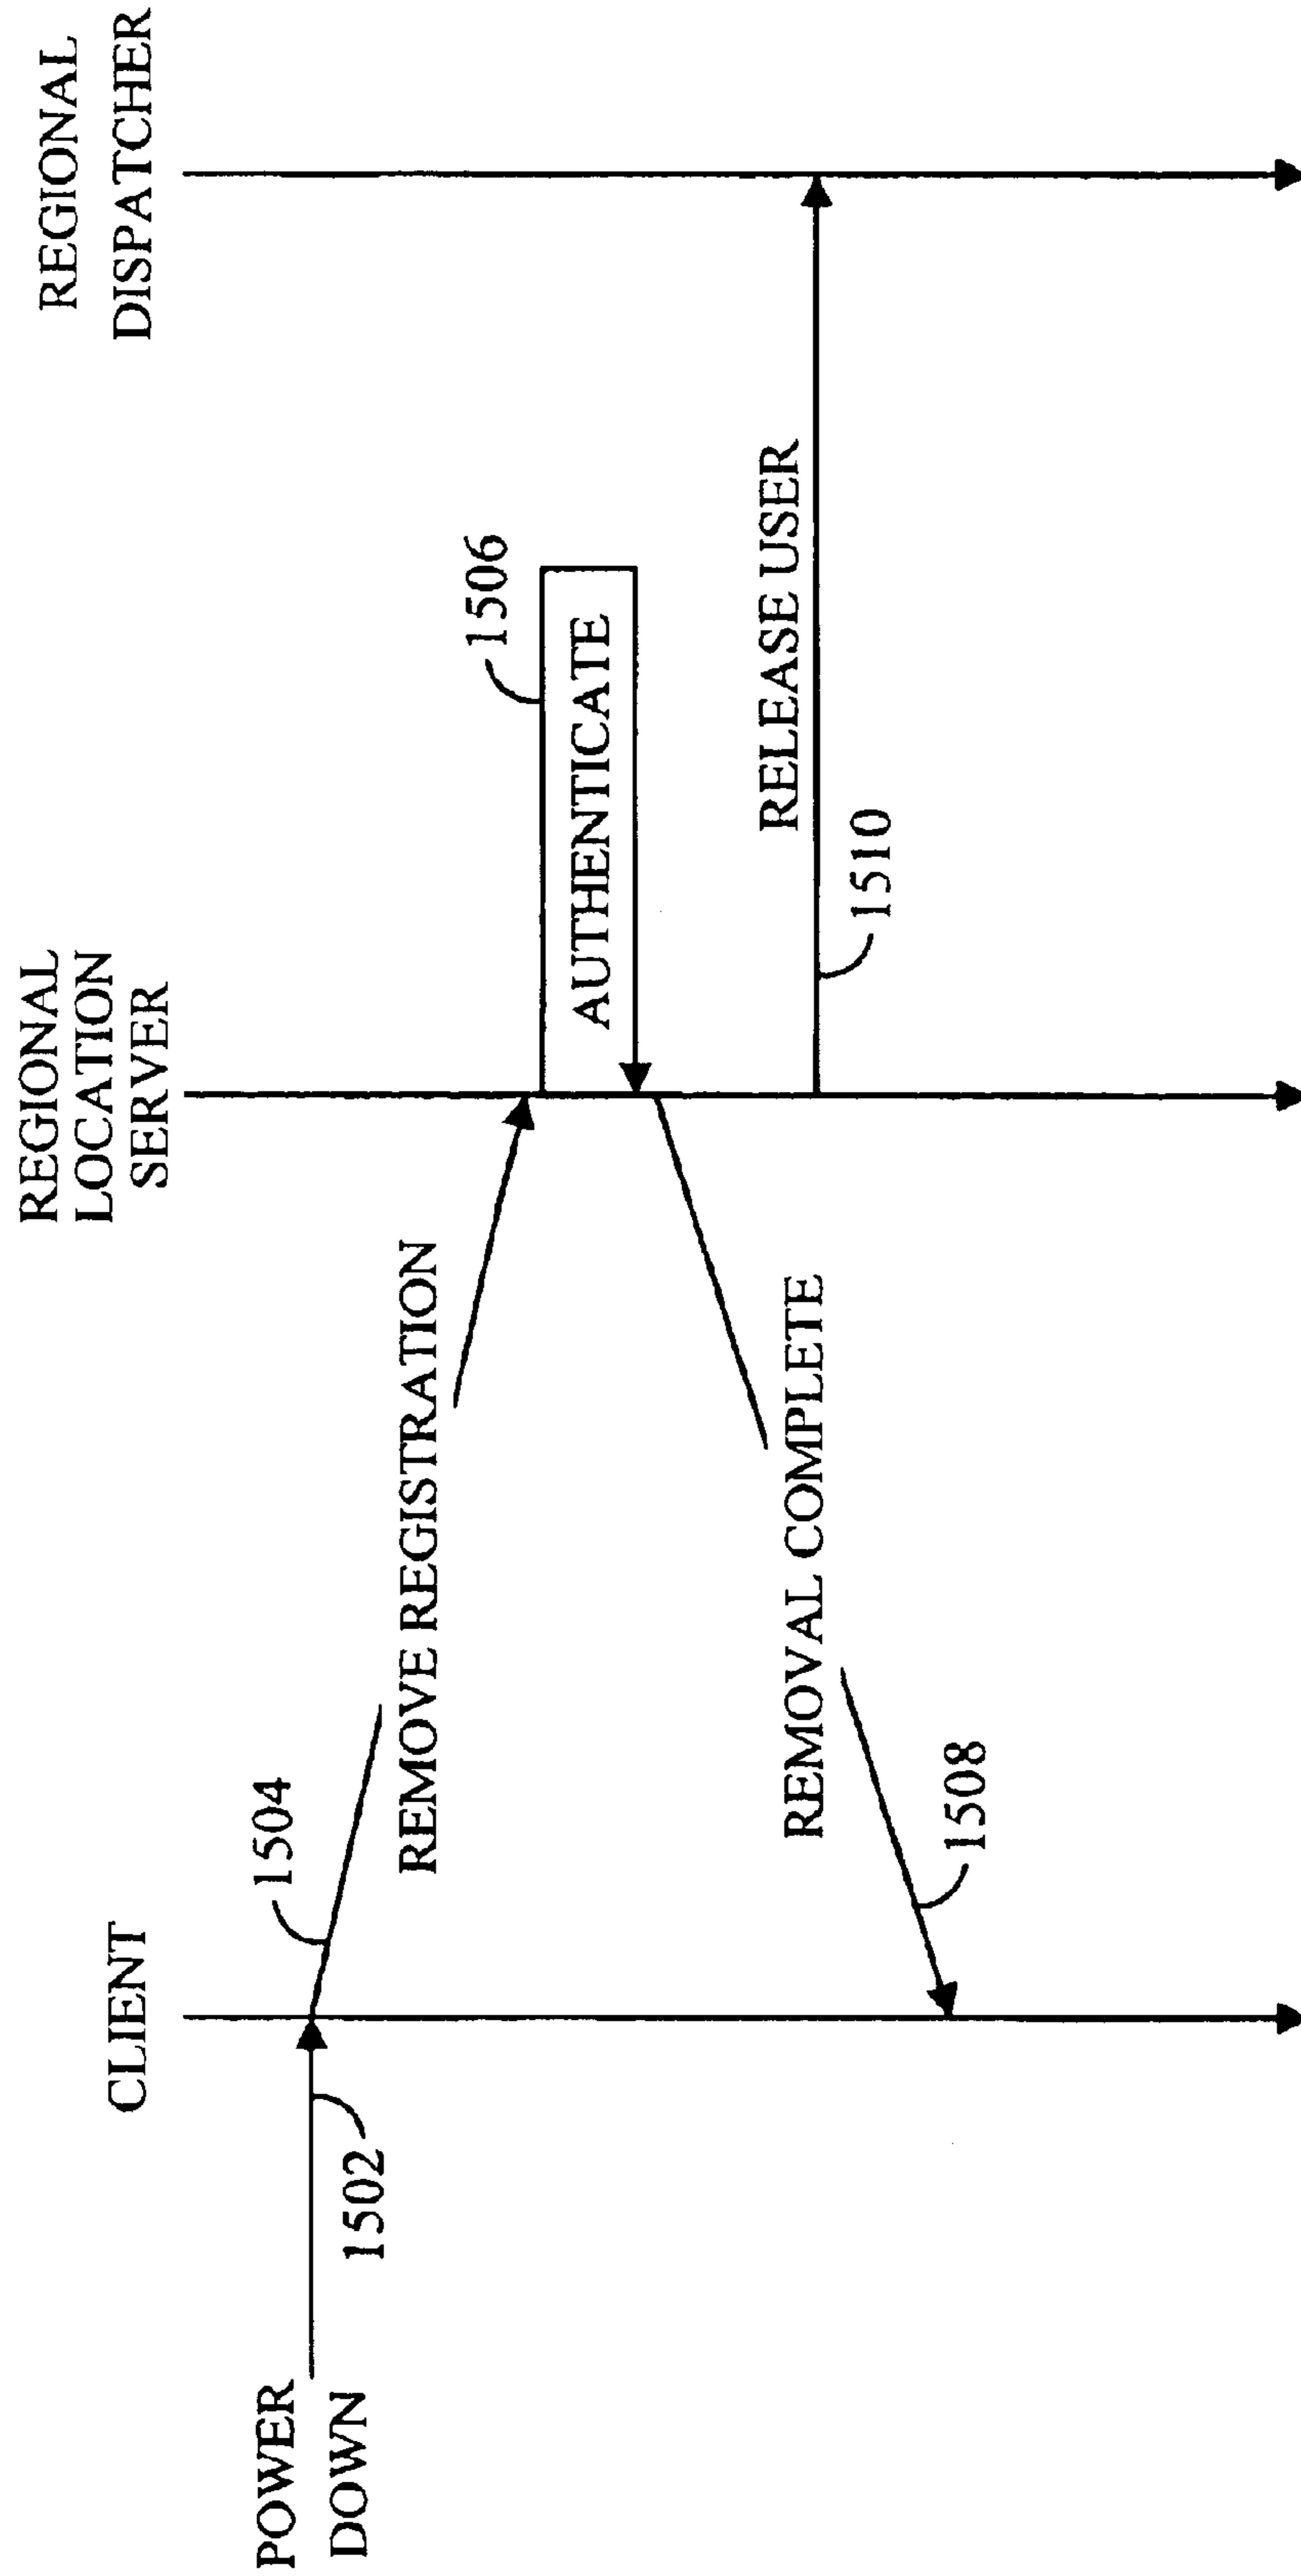 CLIENT
REGIONAL
LOCATION
SERVER
REGIONAL
DISPATCHER
POWER
DOWN
1502
1504
REMOVE REGISTRATION
1506
AUTHENTICATE
REMOVAL COMPLETE
1508
RELEASE USER
1510